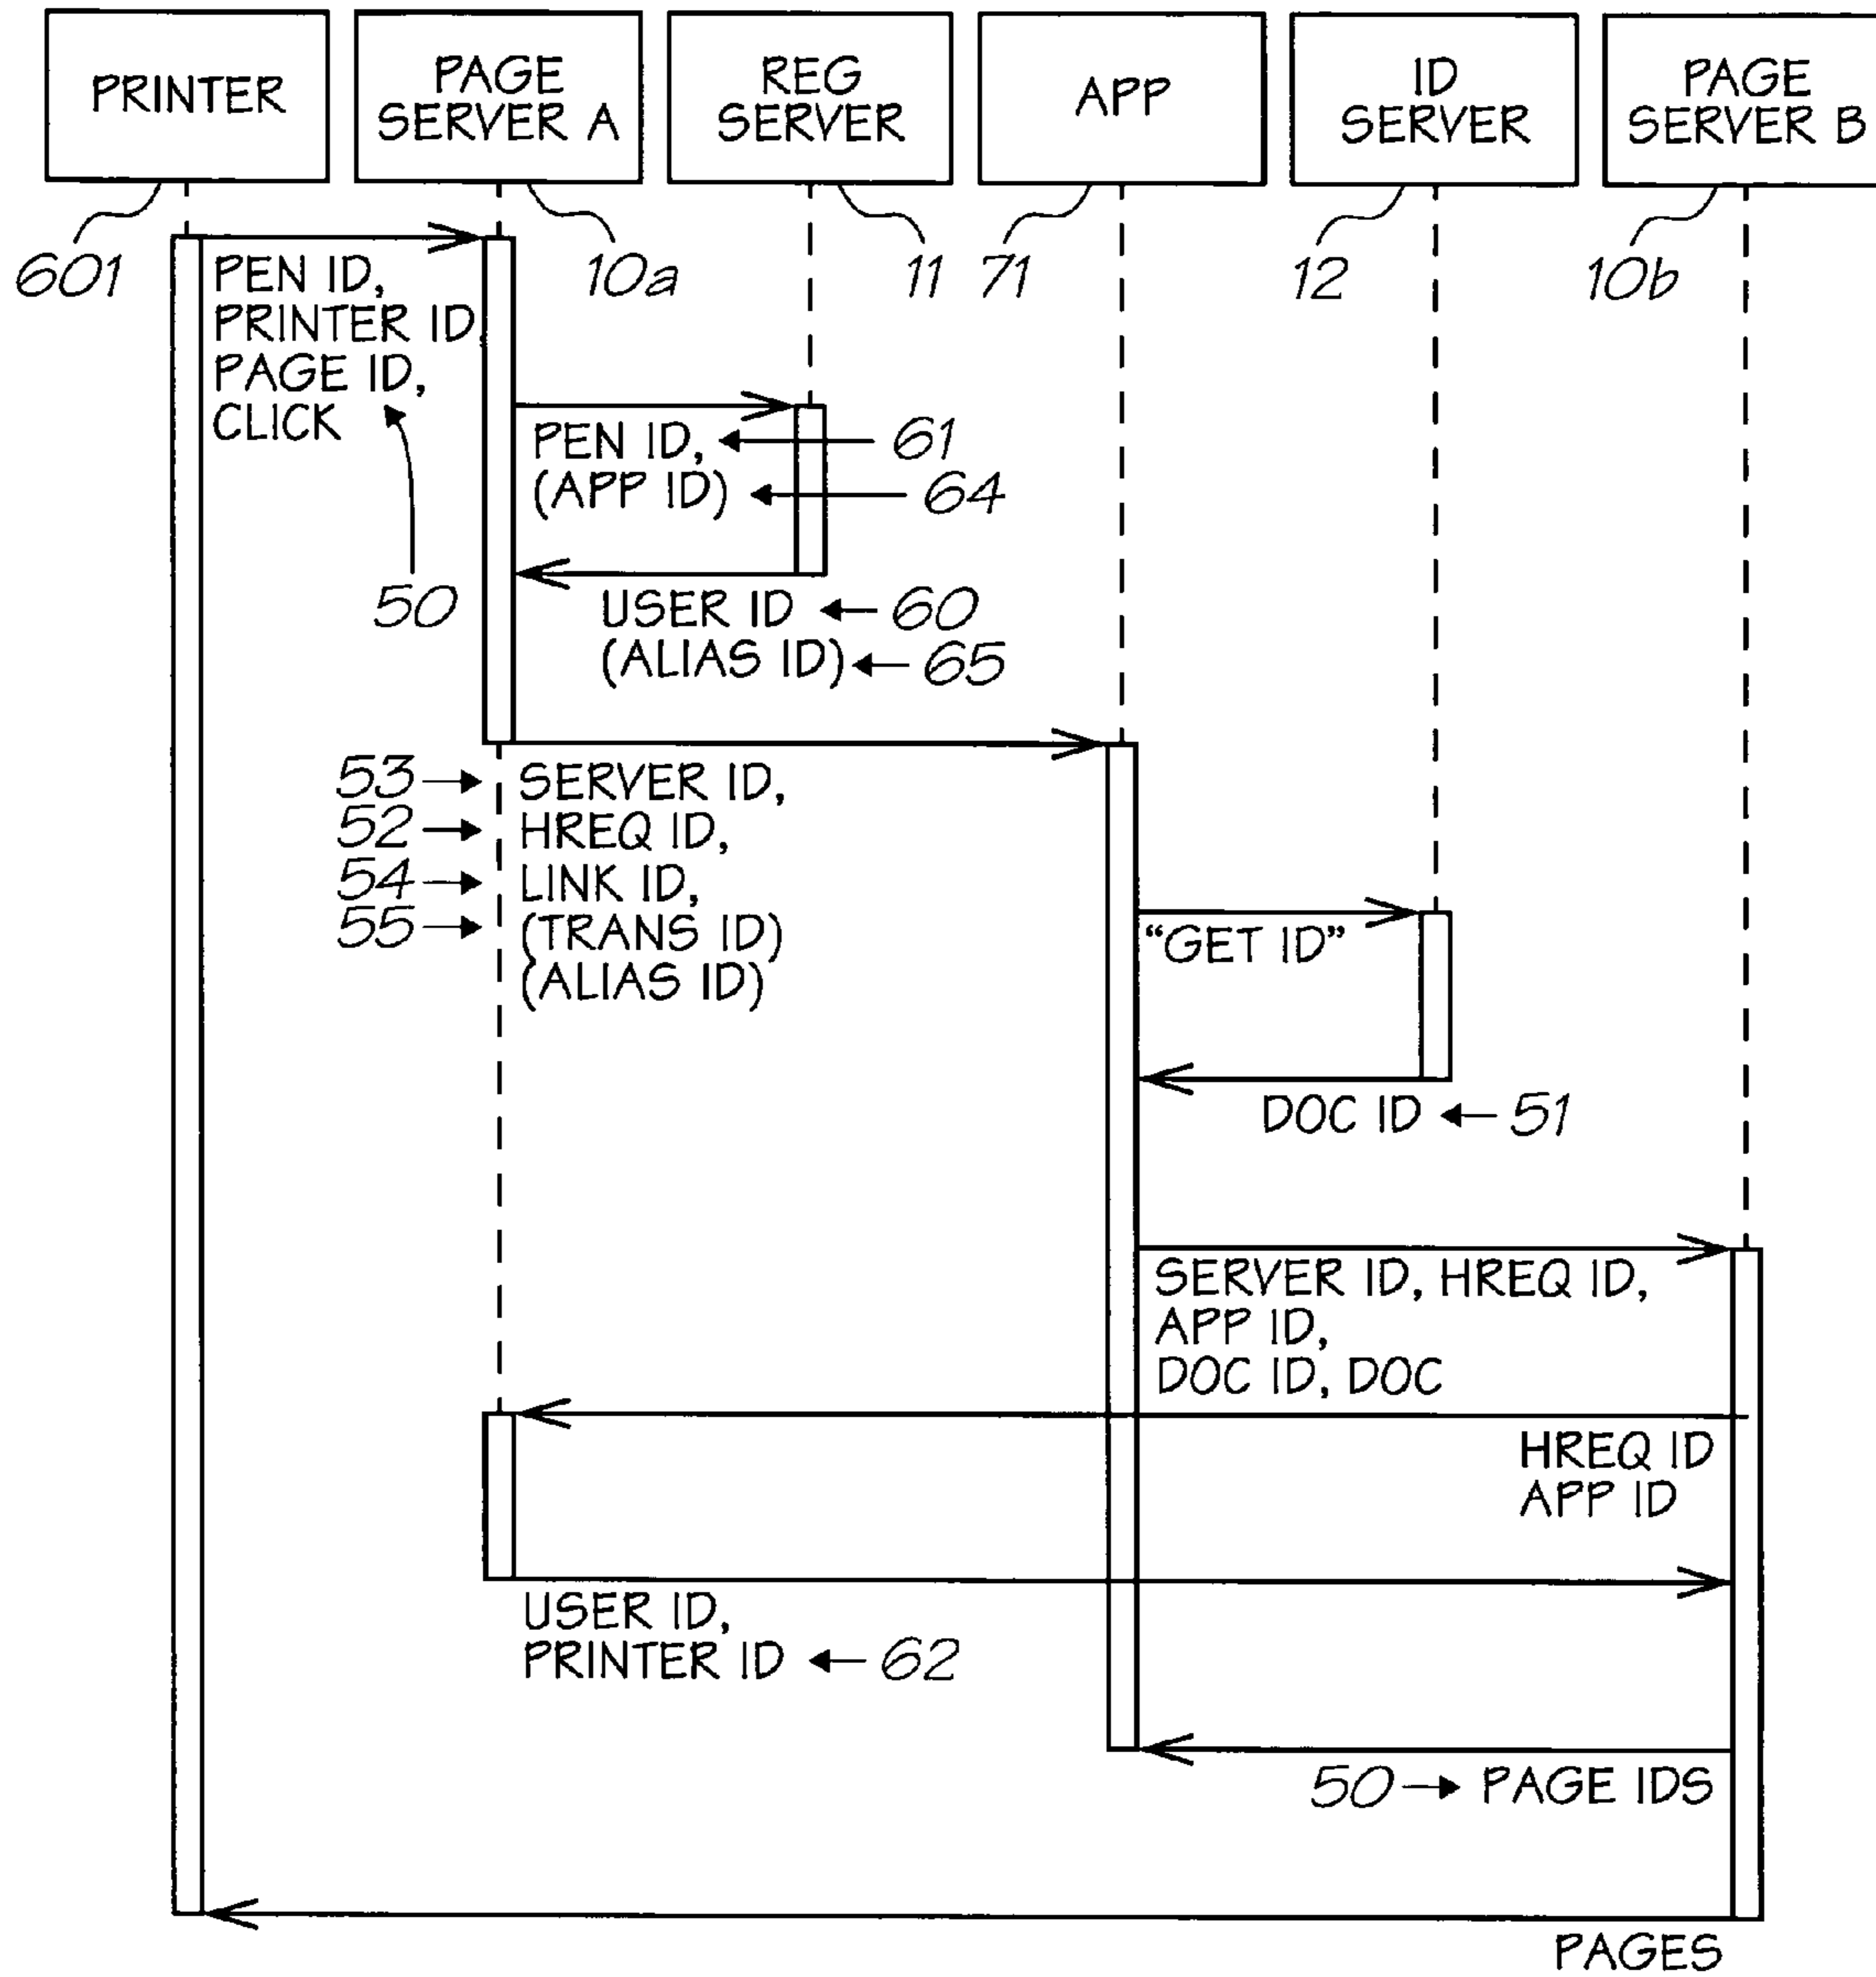 PRINTER
PAGE
SERVER A
REG
SERVER
APP
ID
SERVER
PAGE
SERVER B
601
10a
11
71
12
10b
PEN ID,
PRINTER ID
PAGE ID,
CLICK
50
PEN ID,
61
(APP ID)
64
USER ID
60
(ALIAS ID)
65
53
SERVER ID,
52
HREQ ID,
54
LINK ID,
55
(TRANS ID)
(ALIAS ID)
“GET ID”
DOC ID
51
SERVER ID, HREQ ID,
APP ID,
DOC ID, DOC
HREQ ID
APP ID
USER ID,
PRINTER ID
62
50
PAGE IDS
PAGES